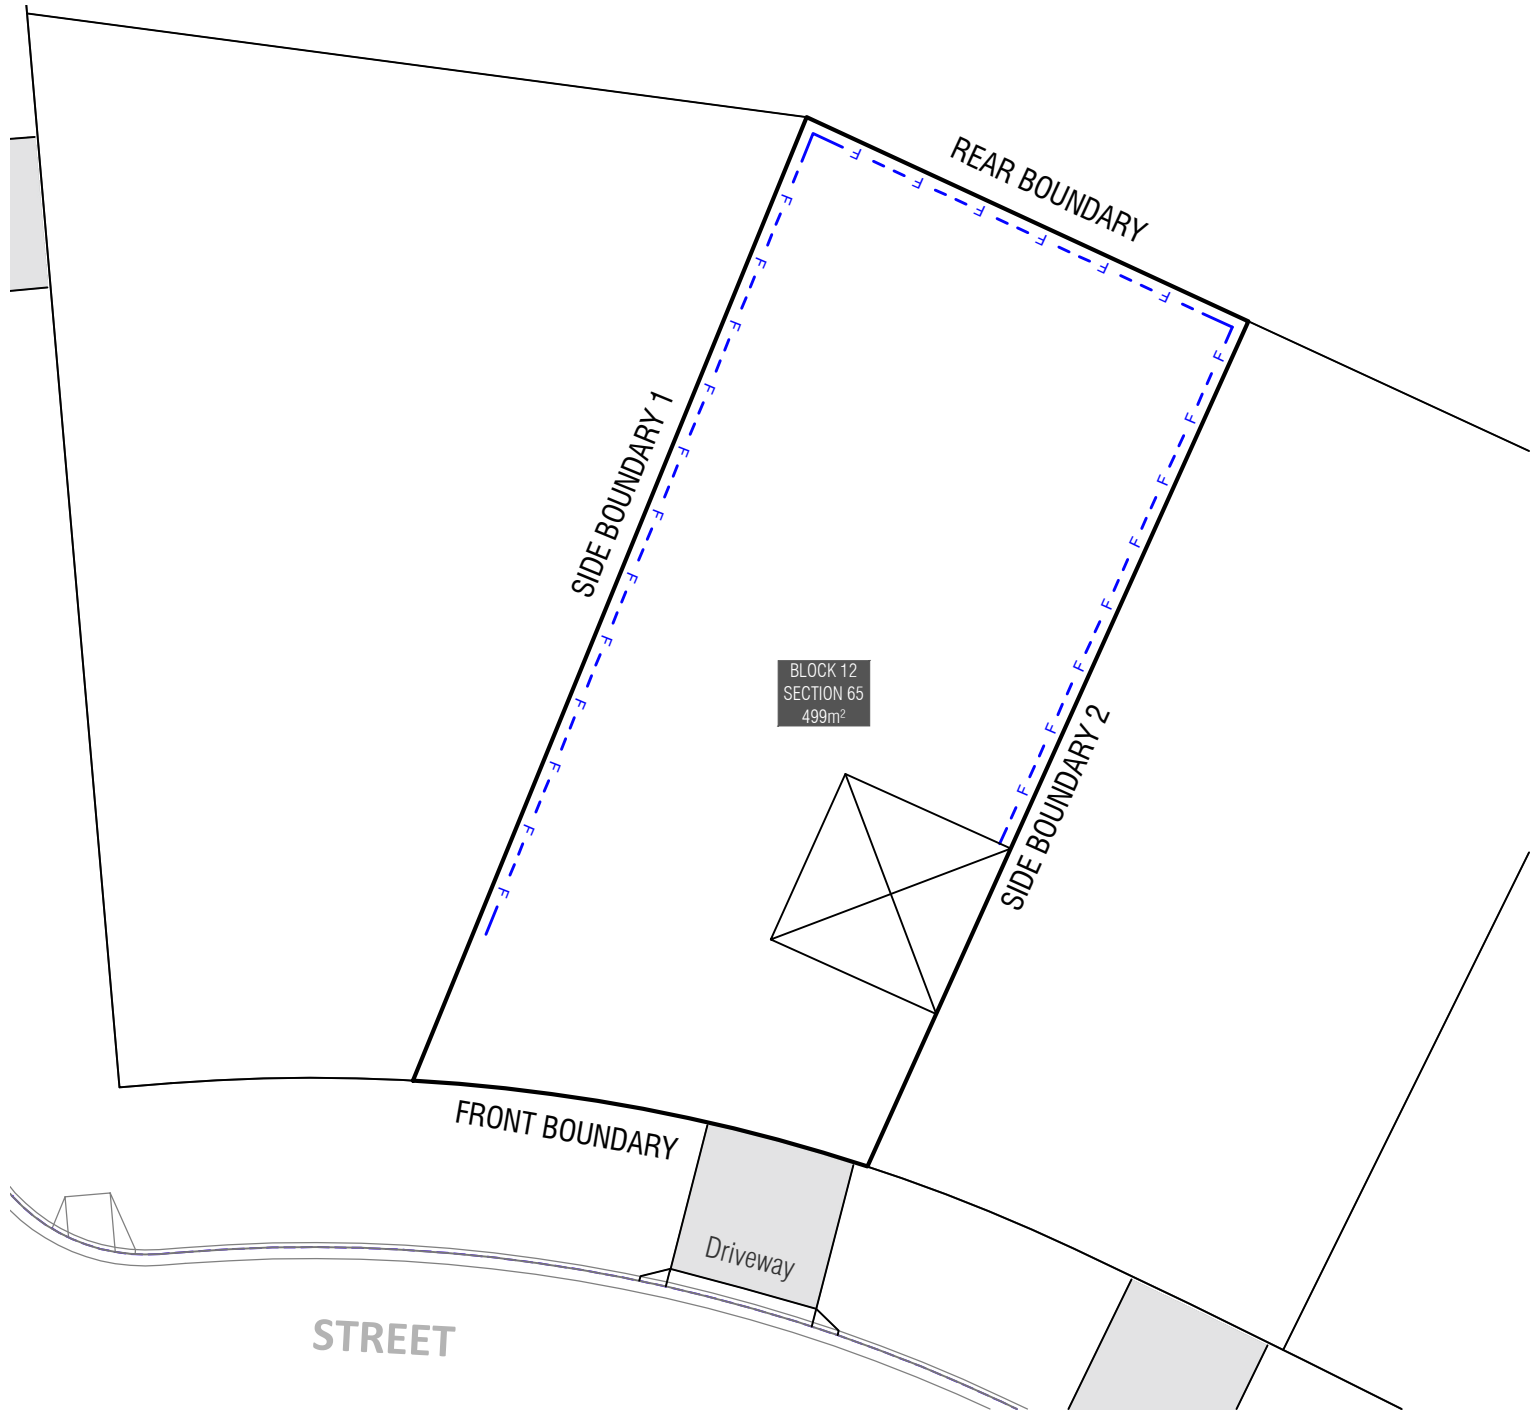 REAR BOUNDARY
F F F F F F
F F F F F F F F F F F F
F F F F F F F F
SIDE BOUNDARY 1
BLOCK 12
SECTION 65
499m²
SIDE BOUNDARY 2
FRONT BOUNDARY
Driveway
STREET